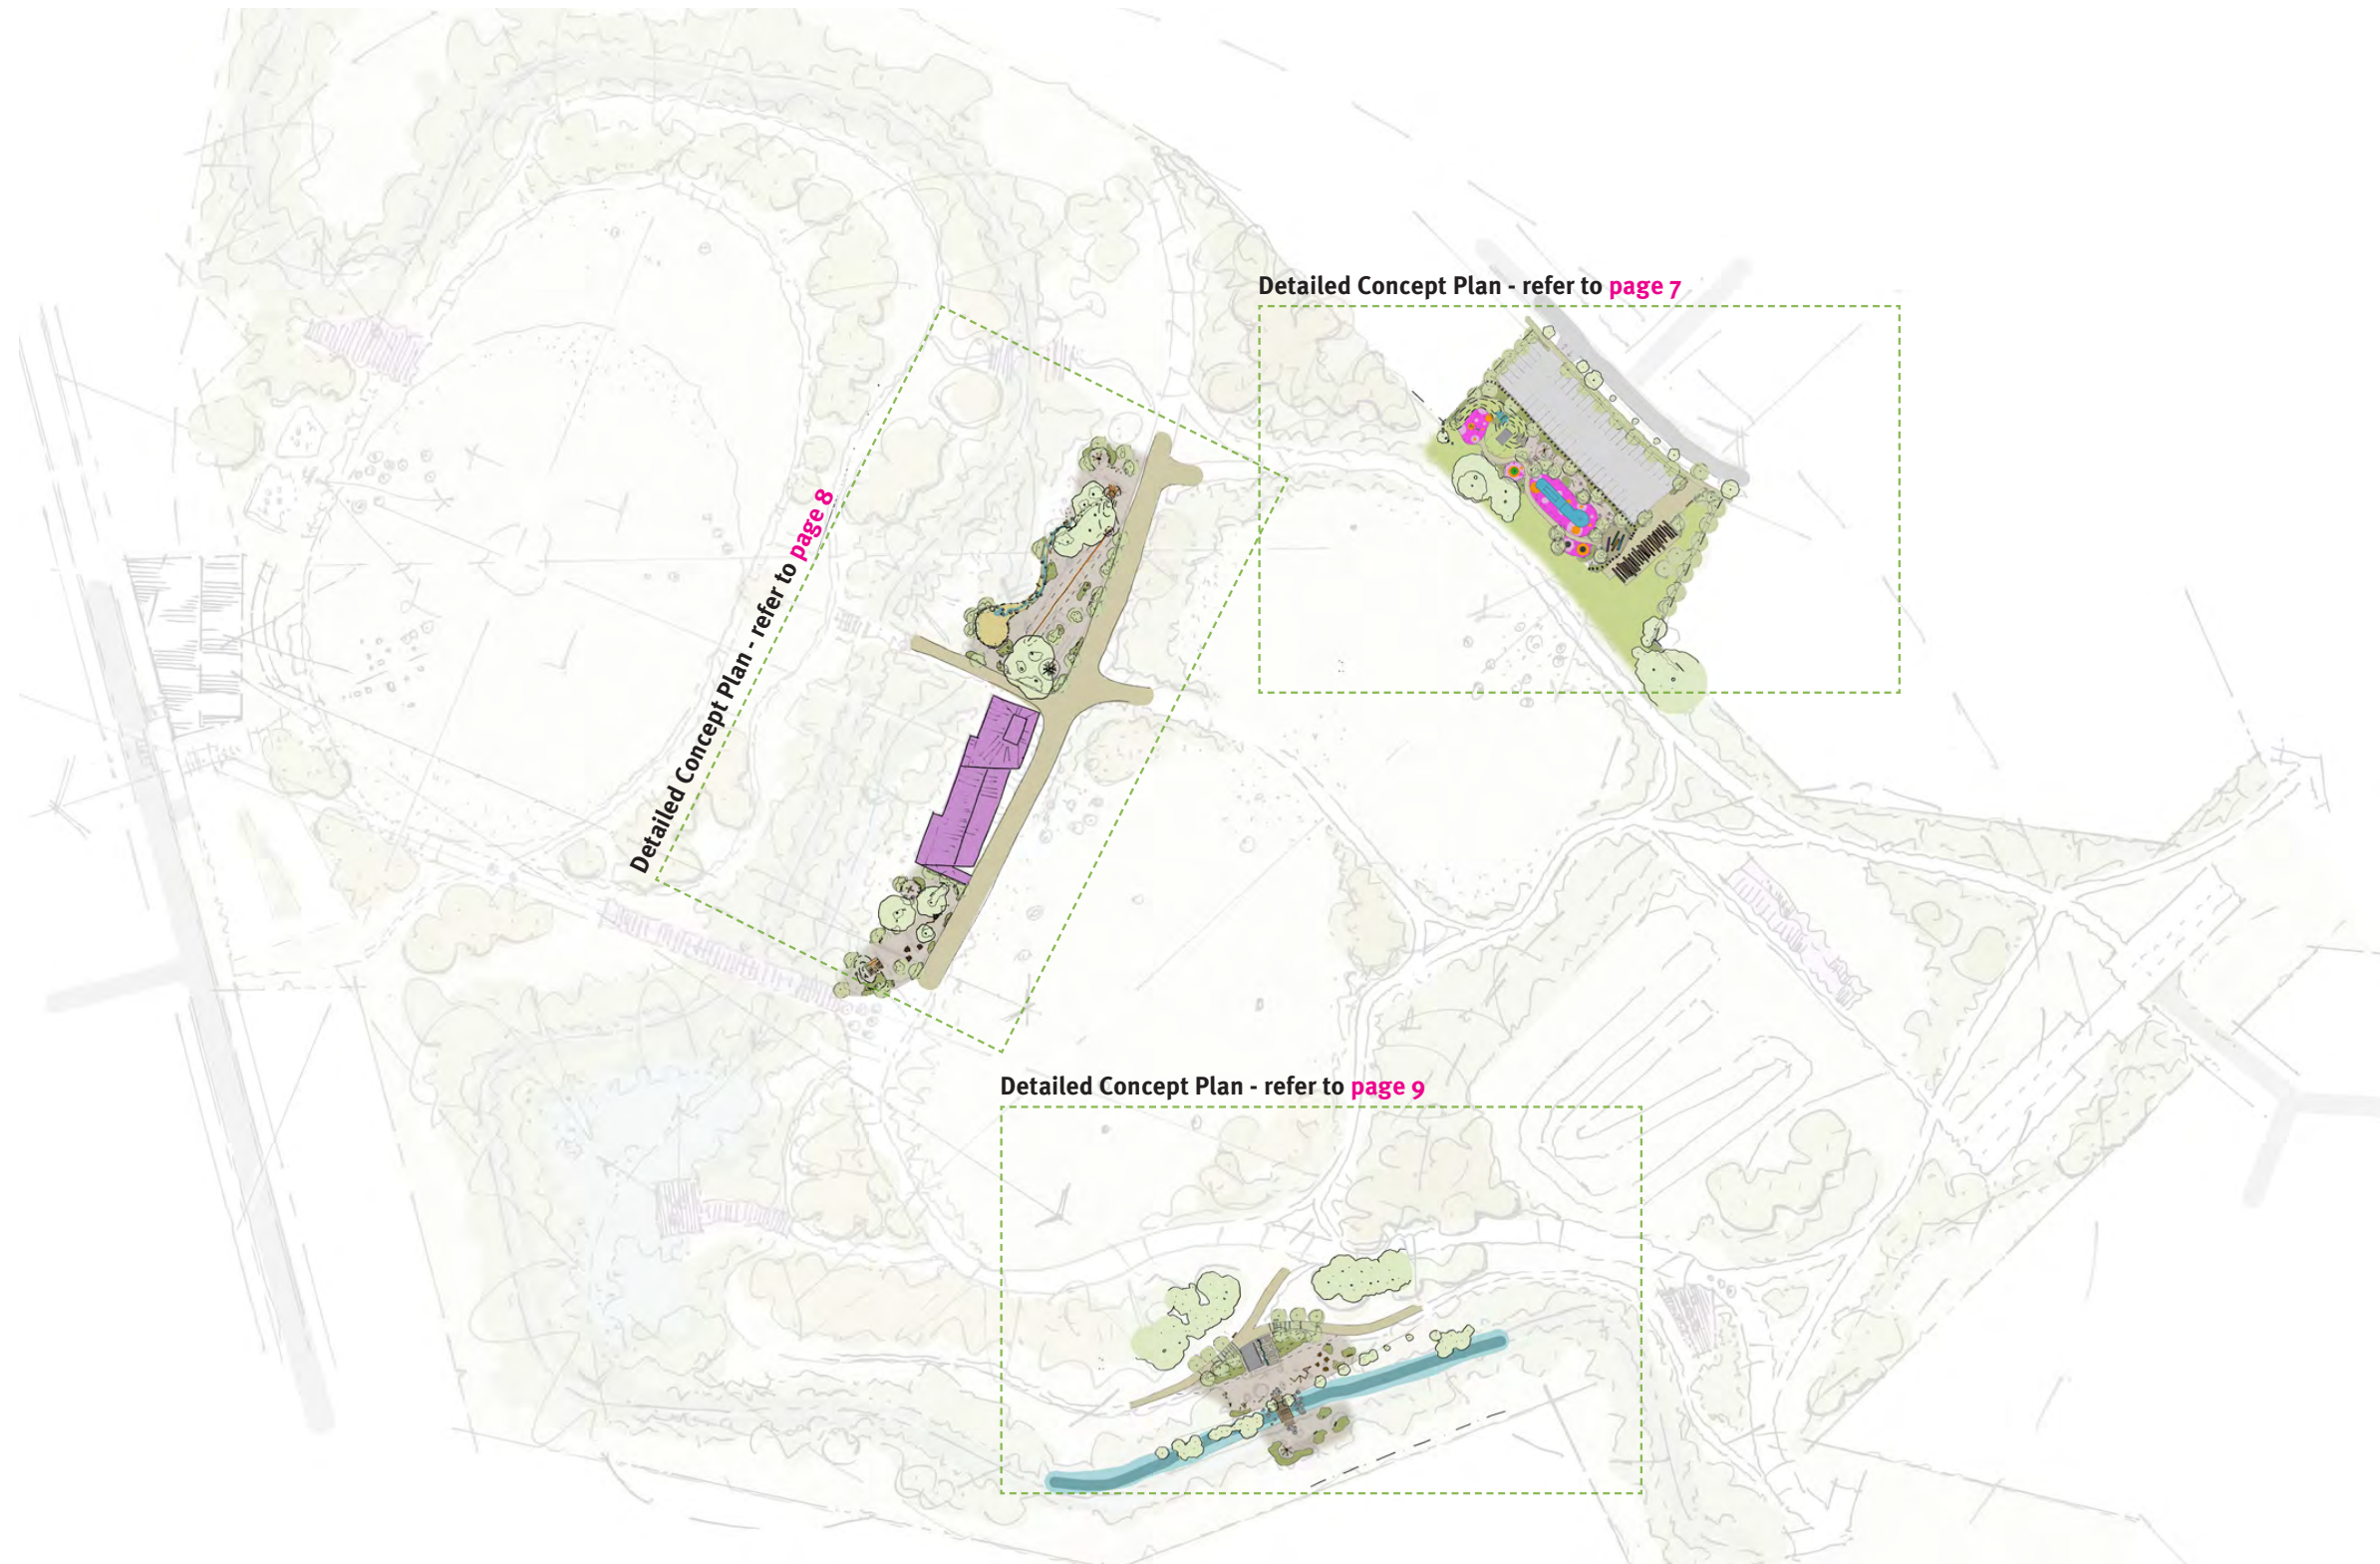 Detailed Concept Plan - refer to page 7
Detailed Concept Plan - refer to page 8
Detailed Concept Plan - refer to page 9